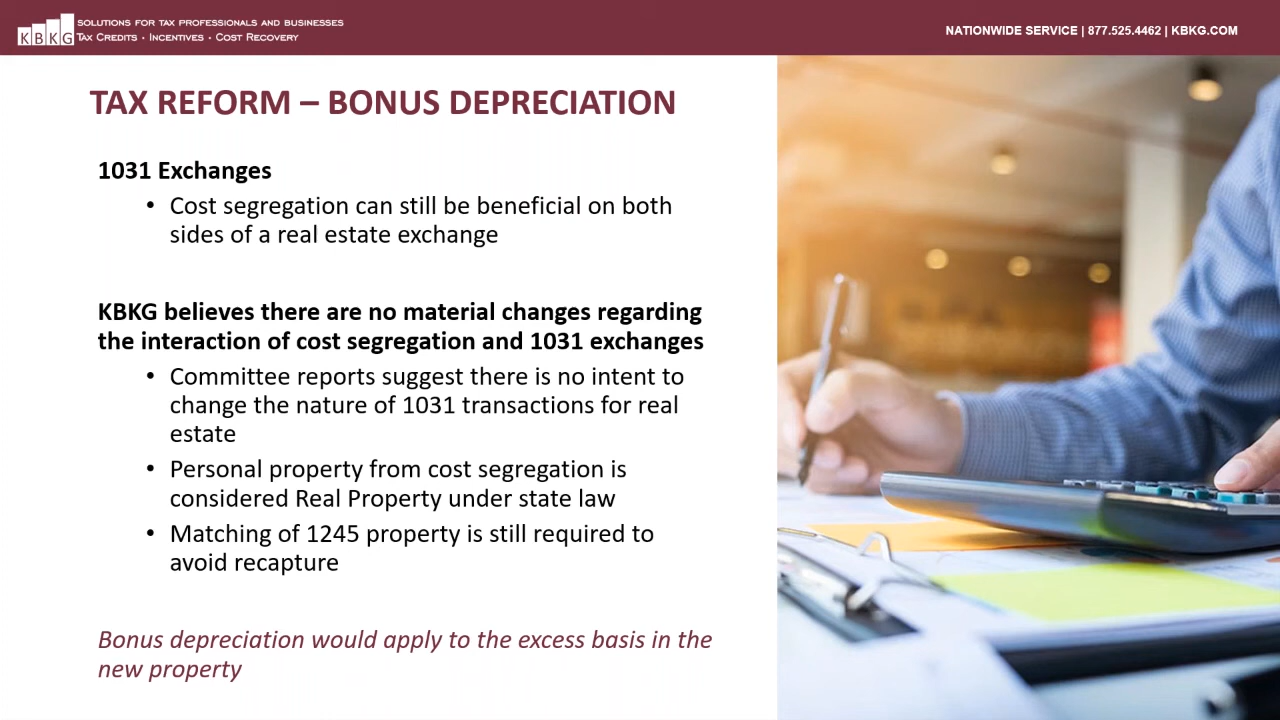 KBKG
SOLUTIONS FOR TAX PROFESSIONALS AND BUSINESSES
TAX CREDITS · INCENTIVES · COST RECOVERY
NATIONWIDE SERVICE | 877.525.4462 | KBKG.COM
TAX REFORM – BONUS DEPRECIATION
1031 Exchanges
• Cost segregation can still be beneficial on both
sides of a real estate exchange
KBKG believes there are no material changes regarding
the interaction of cost segregation and 1031 exchanges
• Committee reports suggest there is no intent to
change the nature of 1031 transactions for real
estate
• Personal property from cost segregation is
considered Real Property under state law
• Matching of 1245 property is still required to
avoid recapture
Bonus depreciation would apply to the excess basis in the
new property